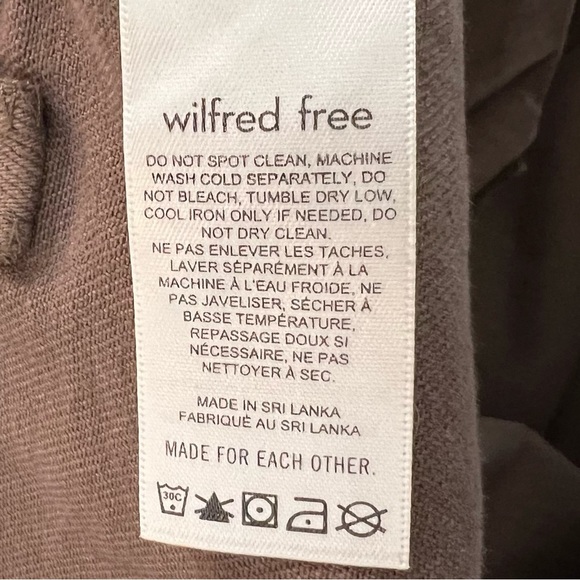 wilfred free
DO NOT SPOT CLEAN, MACHINE
WASH COLD SEPARATELY, DO
NOT BLEACH, TUMBLE DRY LOW,
COOL IRON ONLY IF NEEDED, DO
NOT DRY CLEAN.
NE PAS ENLEVER LES TACHES,
LAVER SÉPARÉMENT À LA
MACHINE À L'EAU FROIDE, NE
PAS JAVELISER, SÉCHER À
BASSE TEMPÉRATURE,
REPASSAGE DOUX SI
NÉCESSAIRE, NE PAS
NETTOYER À SEC.
MADE IN SRI LANKA
FABRIQUÉ AU SRI LANKA
MADE FOR EACH OTHER.
30C